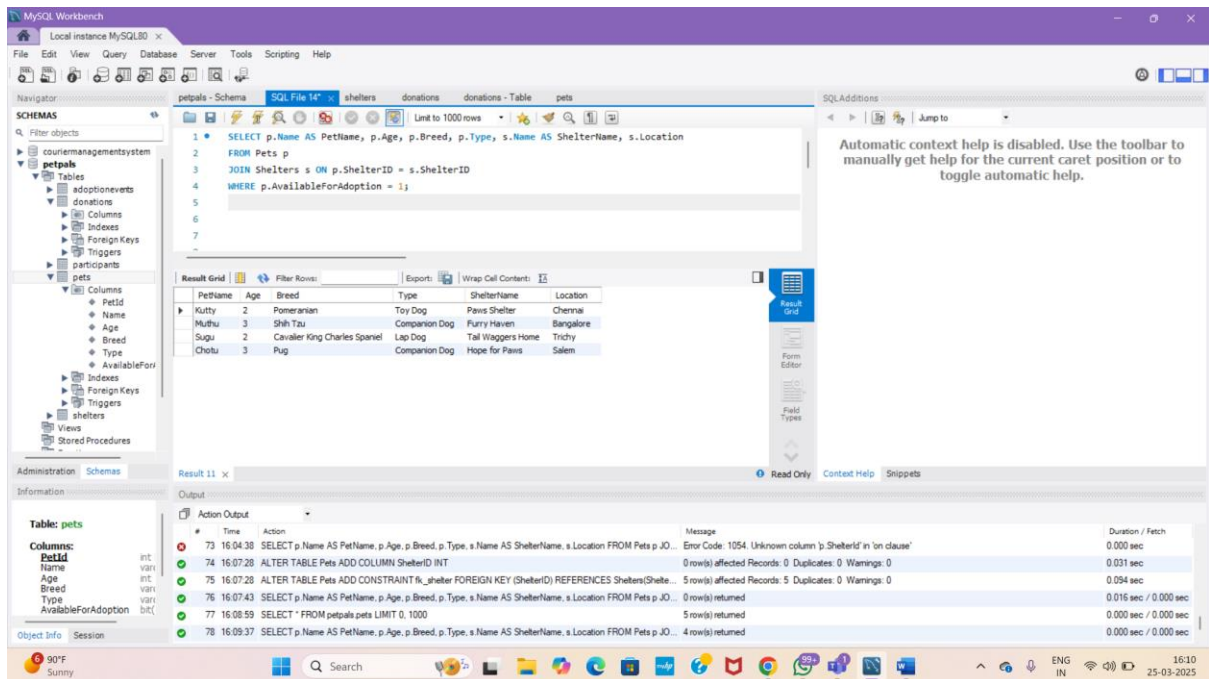 MySQL Workbench
Local instance MySQL80
File Edit View Query Database Server Tools Scripting Help
Navigator
SCHEMAS
Filter objects
couriermanagementsystem
petpals
Tables
adoptionevents
donations
Columns
Indexes
Foreign Keys
Triggers
participants
pets
Columns
PetId
Name
Age
Breed
Type
AvailableForA
Indexes
Foreign Keys
Triggers
shelters
Views
Stored Procedures
Administration Schemas
Information
Table: pets
Columns:
PetId int
Name varc
Age int
Breed varc
Type varc
AvailableForAdoption bit(
Object Info Session
petpals - Schema SQL File 14* shelters donations donations - Table pets
Limit to 1000 rows
1 SELECT p.Name AS PetName, p.Age, p.Breed, p.Type, s.Name AS ShelterName, s.Location
2 FROM Pets p
3 JOIN Shelters s ON p.ShelterID = s.ShelterID
4 WHERE p.AvailableForAdoption = 1;
5
6
7
Result Grid Filter Rows: Export: Wrap Cell Content:
PetName Age Breed Type ShelterName Location
Kutty 2 Pomeranian Toy Dog Paws Shelter Chennai
Muthu 3 Shih Tzu Companion Dog Furry Haven Bangalore
Sugu 2 Cavalier King Charles Spaniel Lap Dog Tail Waggers Home Trichy
Chotu 3 Pug Companion Dog Hope for Paws Salem
Result Grid
Form Editor
Field Types
Result 11 Read Only
SQLAdditions
Jump to
Automatic context help is disabled. Use the toolbar to
manually get help for the current caret position or to
toggle automatic help.
Context Help Snippets
Output
Action Output
# Time Action Message Duration / Fetch
73 16:04:38 SELECT p.Name AS PetName, p.Age, p.Breed, p.Type, s.Name AS ShelterName, s.Location FROM Pets p JO... Error Code: 1054. Unknown column 'p.ShelterId' in 'on clause' 0.000 sec
74 16:07:28 ALTER TABLE Pets ADD COLUMN ShelterID INT 0 row(s) affected Records: 0 Duplicates: 0 Warnings: 0 0.031 sec
75 16:07:28 ALTER TABLE Pets ADD CONSTRAINT fk_shelter FOREIGN KEY (ShelterID) REFERENCES Shelters(Shelte... 5 row(s) affected Records: 5 Duplicates: 0 Warnings: 0 0.094 sec
76 16:07:43 SELECT p.Name AS PetName, p.Age, p.Breed, p.Type, s.Name AS ShelterName, s.Location FROM Pets p JO... 0 row(s) returned 0.016 sec / 0.000 sec
77 16:08:59 SELECT * FROM petpals.pets LIMIT 0, 1000 5 row(s) returned 0.000 sec / 0.000 sec
78 16:09:37 SELECT p.Name AS PetName, p.Age, p.Breed, p.Type, s.Name AS ShelterName, s.Location FROM Pets p JO... 4 row(s) returned 0.000 sec / 0.000 sec
6 90°F
Sunny
Search
99+
ENG
IN
16:10
25-03-2025